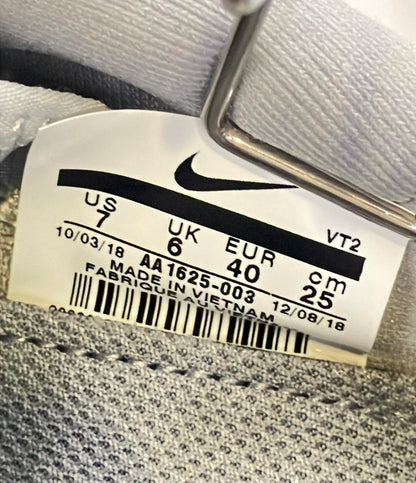 VT2
US UK EUR cm
7 6 40 25
10/03/18 AA1625-003 12/08/18
MADE IN VIETNAM
FABRIQUE AU VIETNAM